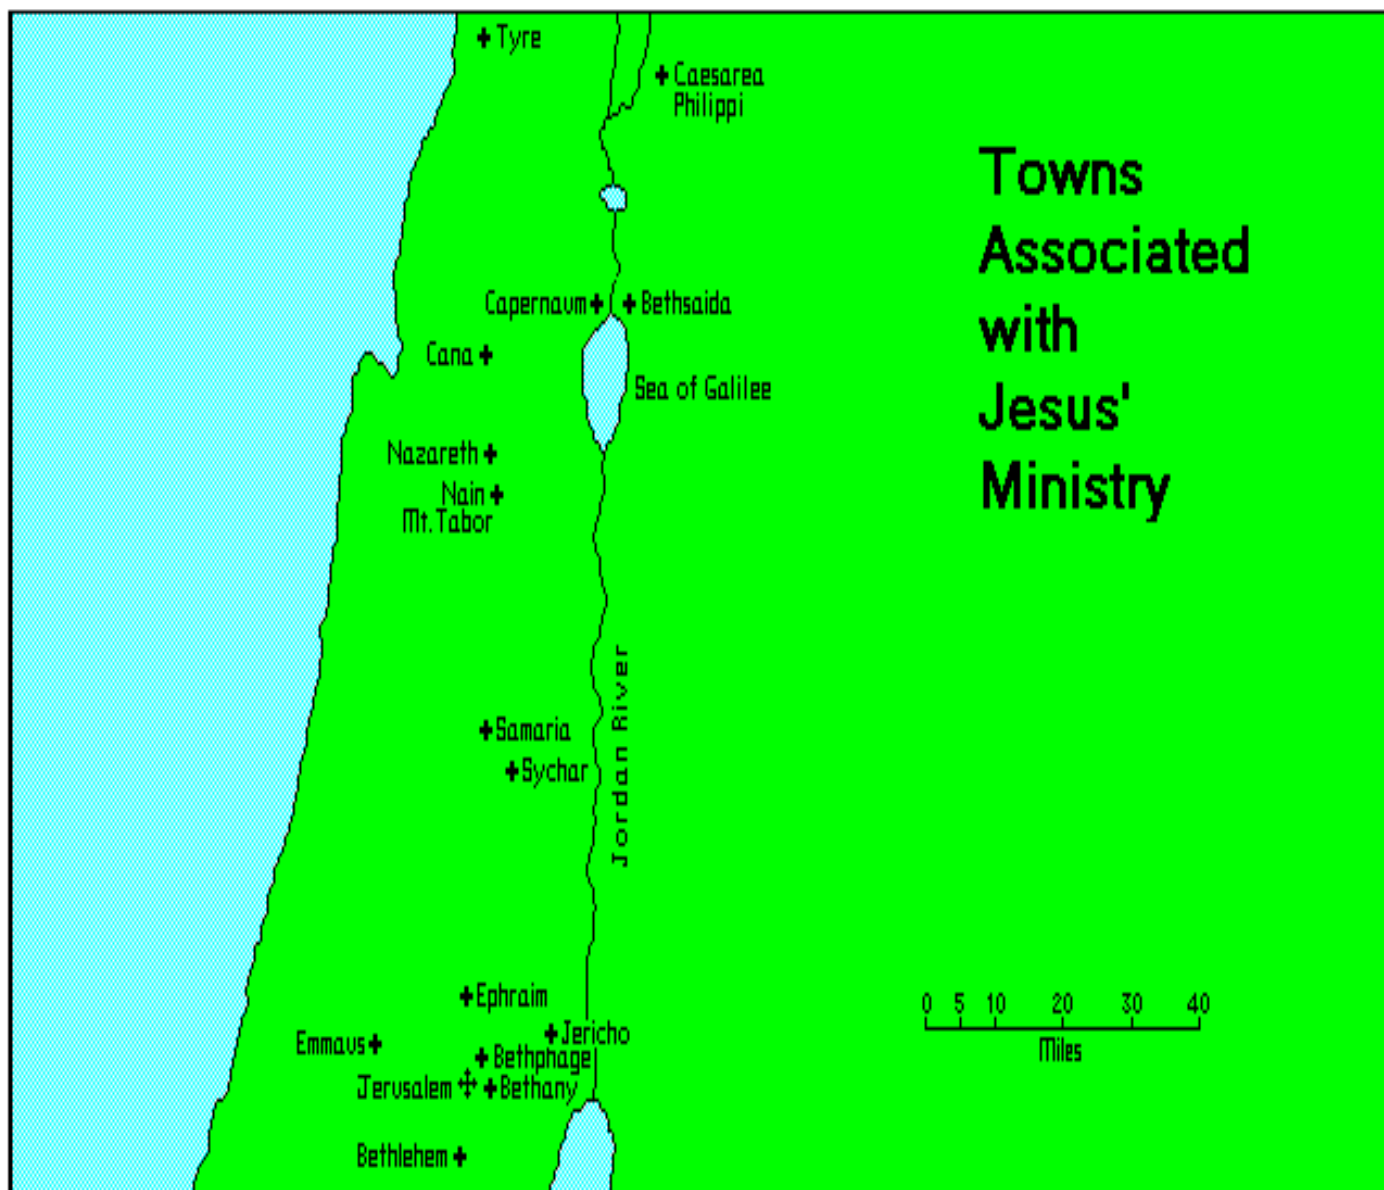 Tyre
Caesarea
Philippi
Towns
Associated
with
Jesus'
Ministry
Capernaum
Bethsaida
Cana
Sea of Galilee
Nazareth
Nain
Mt. Tabor
Jordan River
Samaria
Sychar
Ephraim
0 5 10 20 30 40
Miles
Jericho
Emmaus
Bethphage
Jerusalem
Bethany
Bethlehem